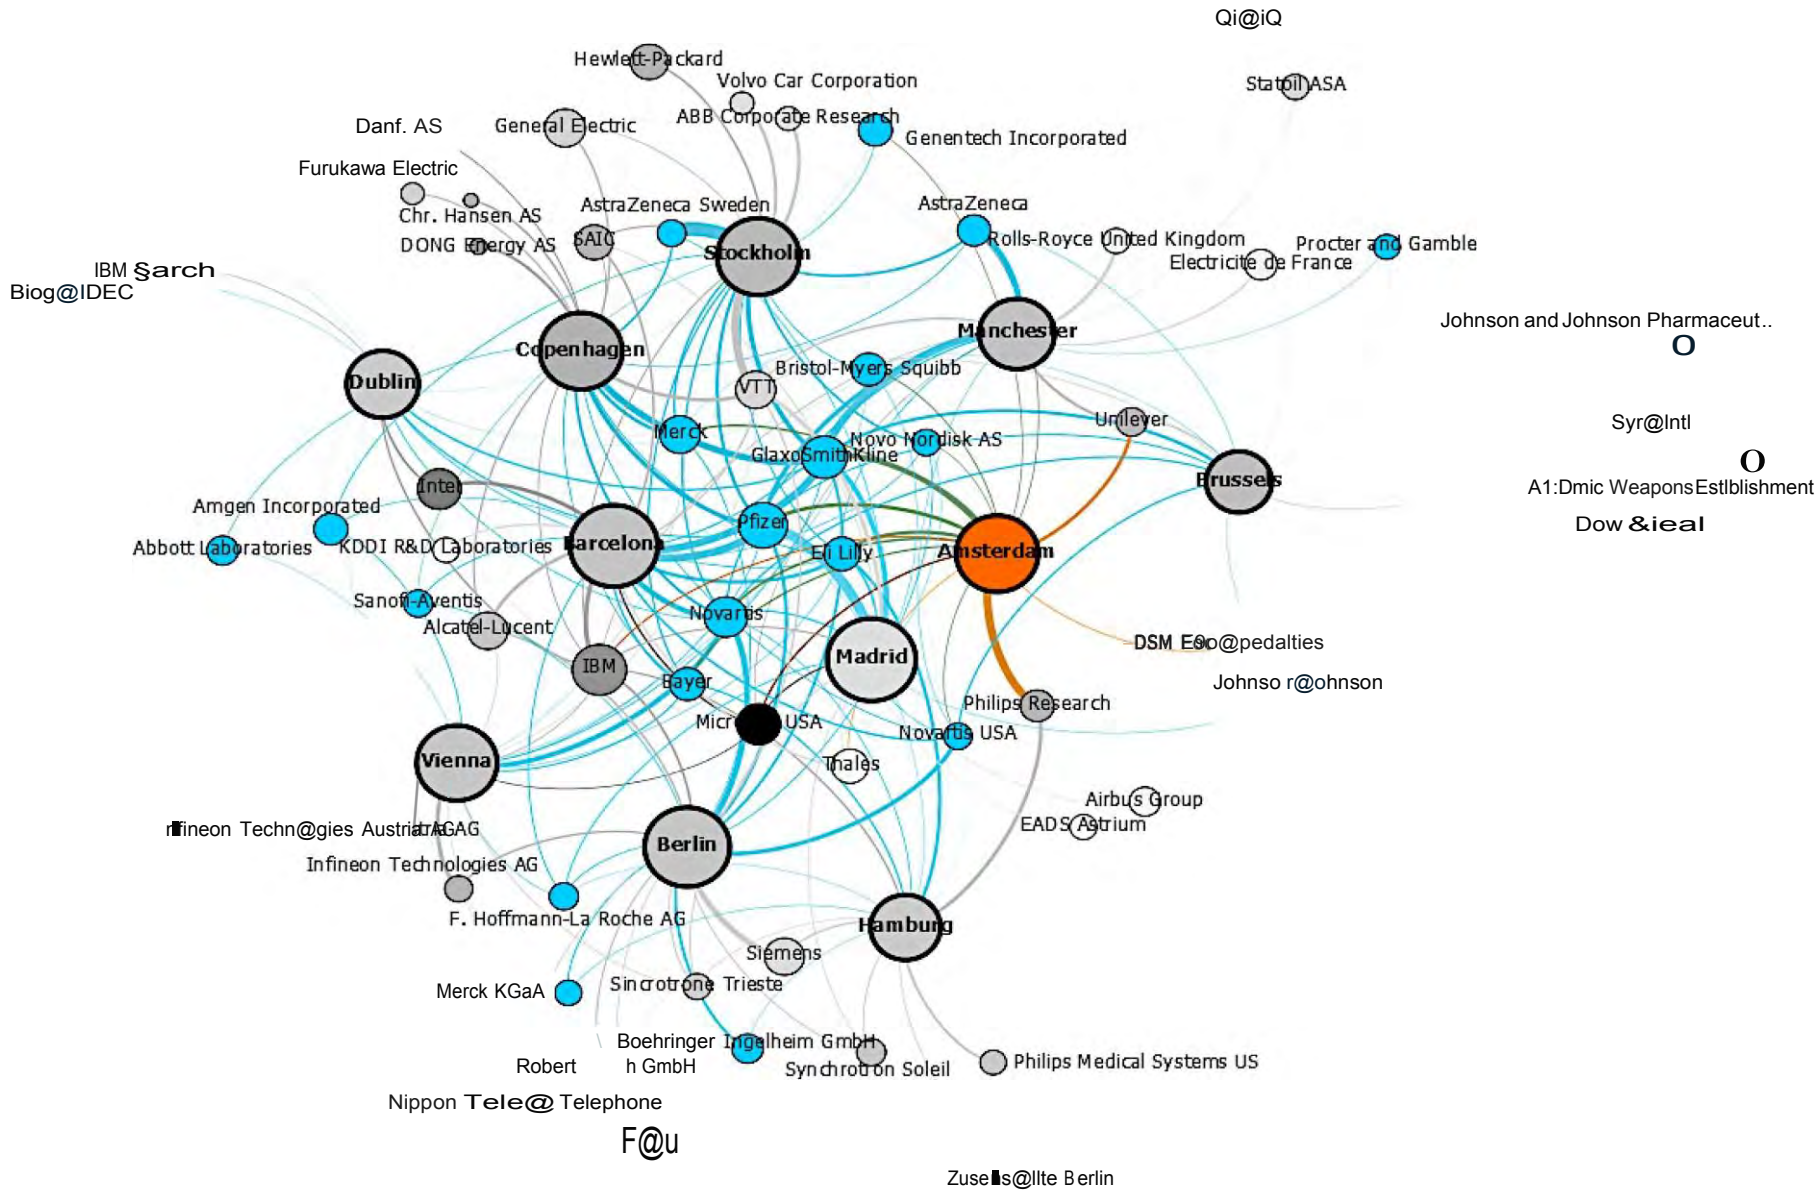 Qi@iQ
Hewlett-Packard
Volvo Car Corporation
Statoil ASA
ABB Corporate Research
Danf. AS
General Electric
Genentech Incorporated
Furukawa Electric
Chr. Hansen AS
AstraZeneca Sweden
AstraZeneca
DONG Energy AS
SAIC
Stockholm
Rolls-Royce United Kingdom
Procter and Gamble
Electricite de France
IBM §arch
Biog@IDEC
Johnson and Johnson Pharmaceut..
O
Manchester
Copenhagen
Dublin
Bristol-Myers Squibb
VTT
Unilever
Syr@Intl
Merck
Novo Nordisk AS
GlaxoSmithKline
O
Brussels
A1:Dmic WeaponsEstlblishment
Intel
Amgen Incorporated
Pfizer
Dow &ieal
Abbott Laboratories
KDDI R&D Laboratories
Barcelona
Eli Lilly
Amsterdam
Sanofi-Aventis
Alcatel-Lucent
Novartis
DSM Eoo@pedalties
Madrid
IBM
Bayer
Johnso r@ohnson
Philips Research
Micr USA
Novartis USA
Vienna
Thales
Airbus Group
EADS Astrium
Infineon Technologies AG
Berlin
F. Hoffmann-La Roche AG
Hamburg
Siemens
Merck KGaA
Sincrotrone Trieste
Boehringer Ingelheim GmbH
Robert h GmbH
Synchrotron Soleil
Philips Medical Systems US
Nippon Tele@ Telephone
F@u